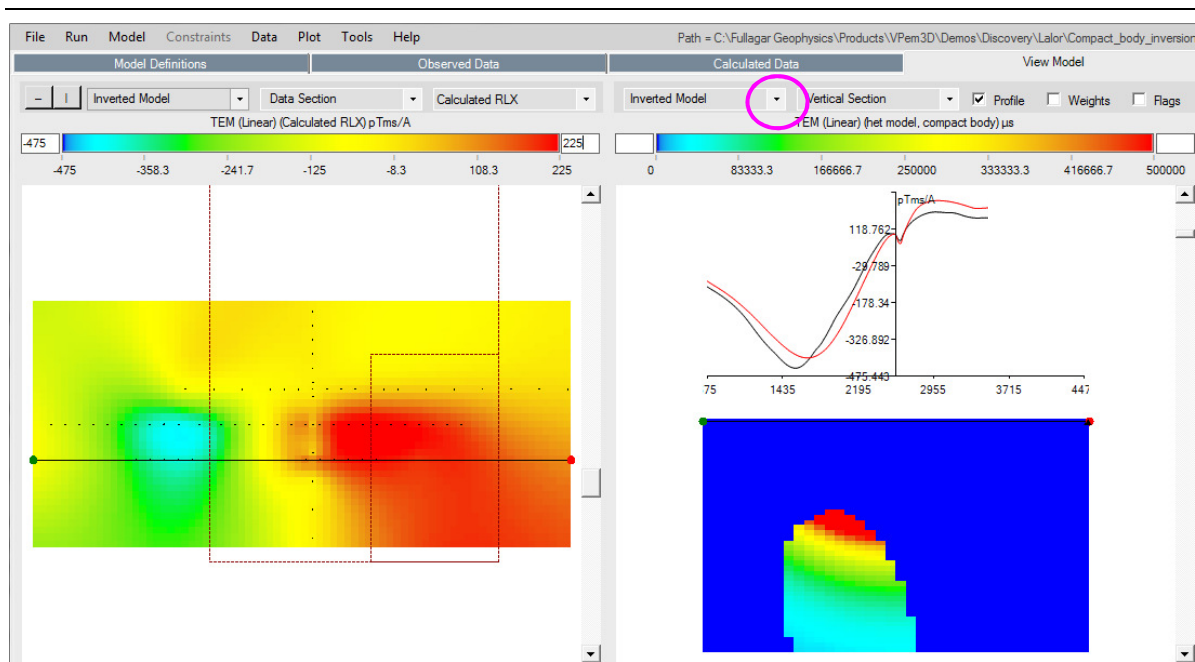 File Run Model Constraints Data Plot Tools Help Path = C:\Fullagar Geophysics\Products\VPem3D\Demos\Discovery\Lalor\Compact_body_inversion
Model Definitions Observed Data Calculated Data View Model
– | Inverted Model Data Section Calculated RLX Inverted Model Vertical Section Profile Weights Flags
TEM (Linear) (Calculated RLX) pTms/A TEM (Linear) (het model, compact body) µs
-475 225
-475 -358.3 -241.7 -125 -8.3 108.3 225 0 83333.3 166666.7 250000 333333.3 416666.7 500000
pTms/A
118.762
-29.789
-178.34
-326.892
-475.443
75 1435 2195 2955 3715 447